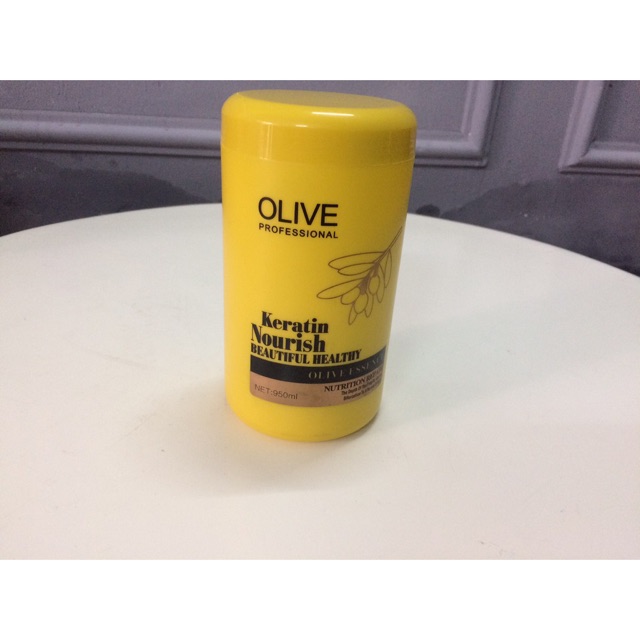 OLIVE
PROFESSIONAL
Keratin
Nourish
BEAUTIFUL HEALTHY
OLIVE ESSENCE
NUTRITION
NET:950ml